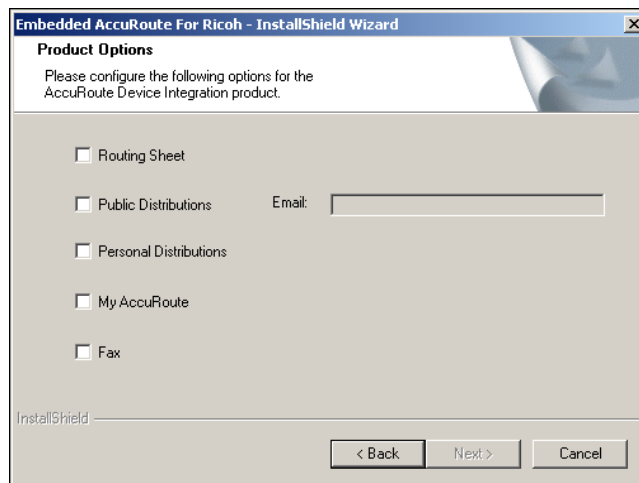 Embedded AccuRoute For Ricoh - InstallShield Wizard
Product Options
Please configure the following options for the
AccuRoute Device Integration product.
Routing Sheet
Public Distributions Email:
Personal Distributions
My AccuRoute
Fax
InstallShield
< Back Next > Cancel